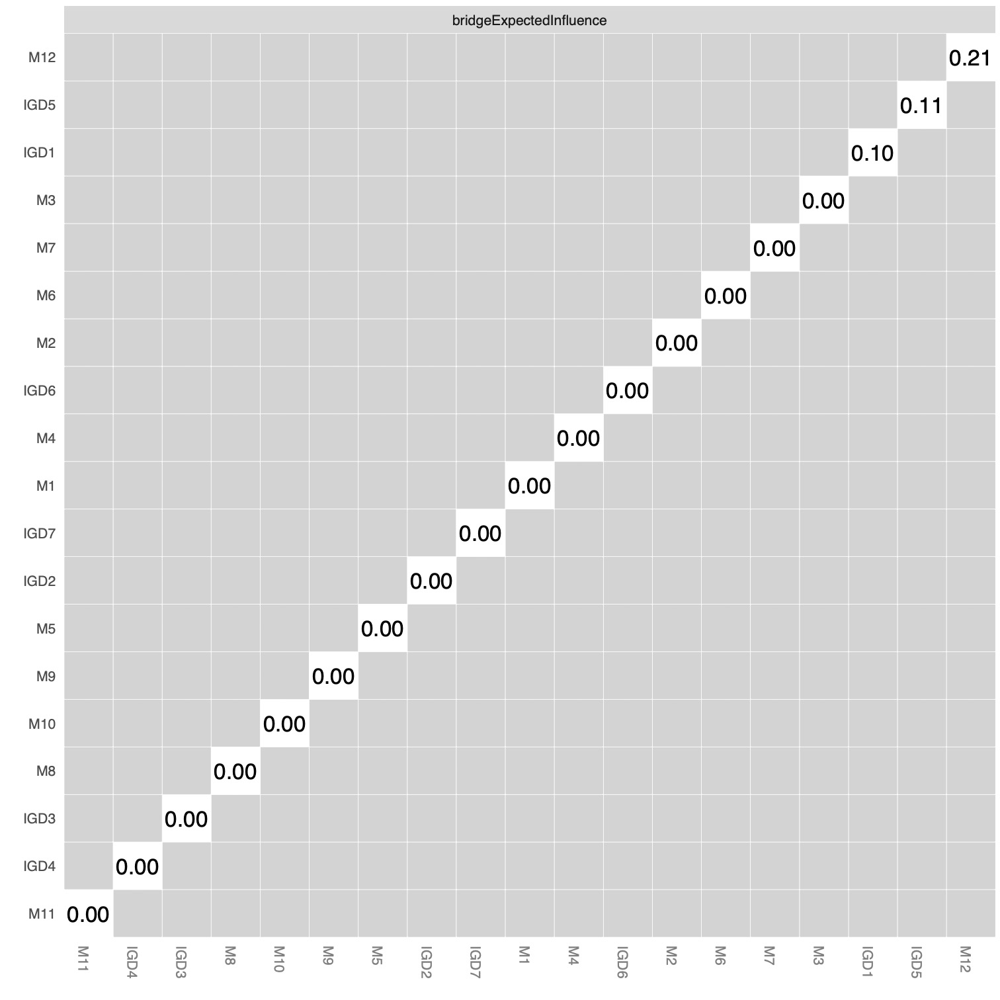 bridgeExpectedInfluence
M12 0.21
IGD5 0.11
IGD1 0.10
M3 0.00
M7 0.00
M6 0.00
M2 0.00
IGD6 0.00
M4 0.00
M1 0.00
IGD7 0.00
IGD2 0.00
M5 0.00
M9 0.00
M10 0.00
M8 0.00
IGD3 0.00
IGD4 0.00
M11 0.00
M11 IGD4 IGD3 M8 M10 M9 M5 IGD2 IGD7 M1 M4 IGD6 M2 M6 M7 M3 IGD1 IGD5 M12